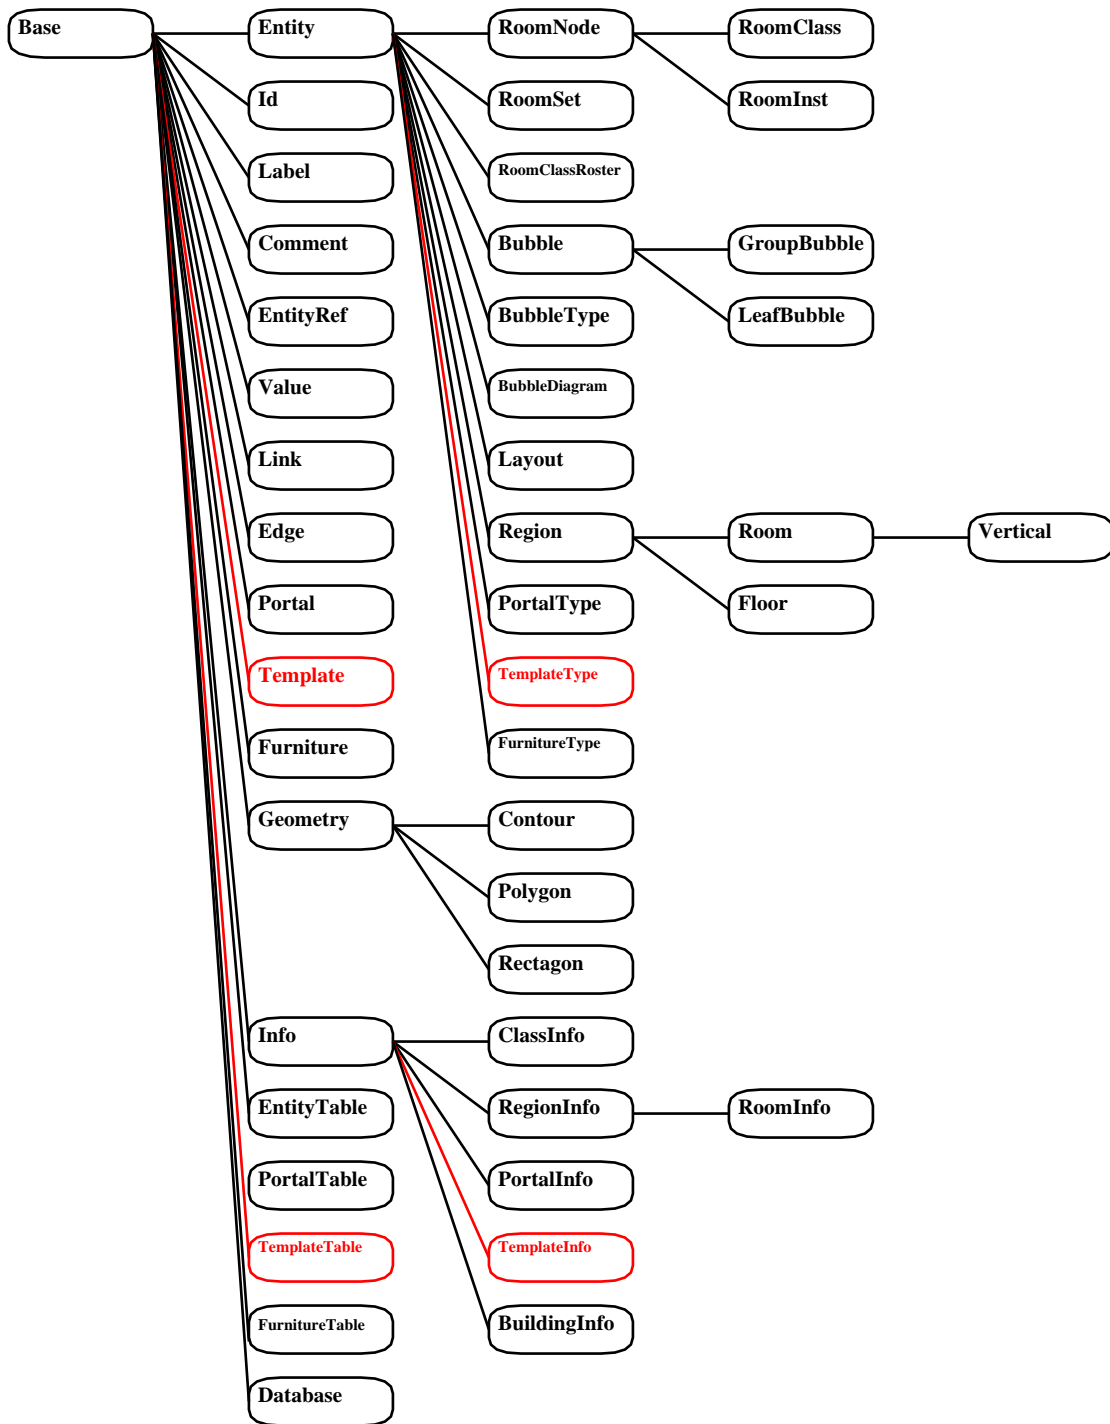 Base Entity RoomNode RoomClass
Id RoomSet RoomInst
Label RoomClassRoster
Comment Bubble GroupBubble
EntityRef BubbleType LeafBubble
Value BubbleDiagram
Link Layout
Edge Region Room Vertical
Portal PortalType Floor
Template TemplateType
Furniture FurnitureType
Geometry Contour
Polygon
Rectagon
Info ClassInfo
EntityTable RegionInfo RoomInfo
PortalTable PortalInfo
TemplateTable TemplateInfo
FurnitureTable BuildingInfo
Database